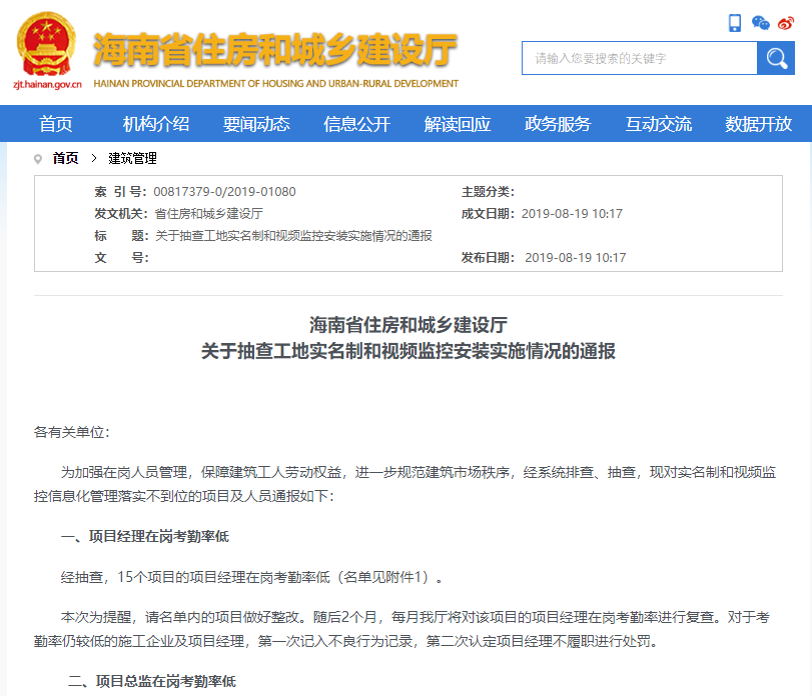 海南省住房和城乡建设厅
zjt.hainan.gov.cn
HAINAN PROVINCIAL DEPARTMENT OF HOUSING AND URBAN-RURAL DEVELOPMENT
请输入您要搜索的关键字
首页 机构介绍 要闻动态 信息公开 解读回应 政务服务 互动交流 数据开放
首页 > 建筑管理
索 引 号： 00817379-0/2019-01080 主题分类：
发文机关： 省住房和城乡建设厅 成文日期： 2019-08-19 10:17
标 题： 关于抽查工地实名制和视频监控安装实施情况的通报
文 号： 发布日期： 2019-08-19 10:17
海南省住房和城乡建设厅
关于抽查工地实名制和视频监控安装实施情况的通报
各有关单位：
为加强在岗人员管理，保障建筑工人劳动权益，进一步规范建筑市场秩序，经系统排查、抽查，现对实名制和视频监
控信息化管理落实不到位的项目及人员通报如下：
一、项目经理在岗考勤率低
经抽查，15个项目的项目经理在岗考勤率低（名单见附件1）。
本次为提醒，请名单内的项目做好整改。随后2个月，每月我厅将对该项目的项目经理在岗考勤率进行复查。对于考
勤率仍较低的施工企业及项目经理，第一次记入不良行为记录，第二次认定项目经理不履职进行处罚。
二、项目总监在岗考勤率低